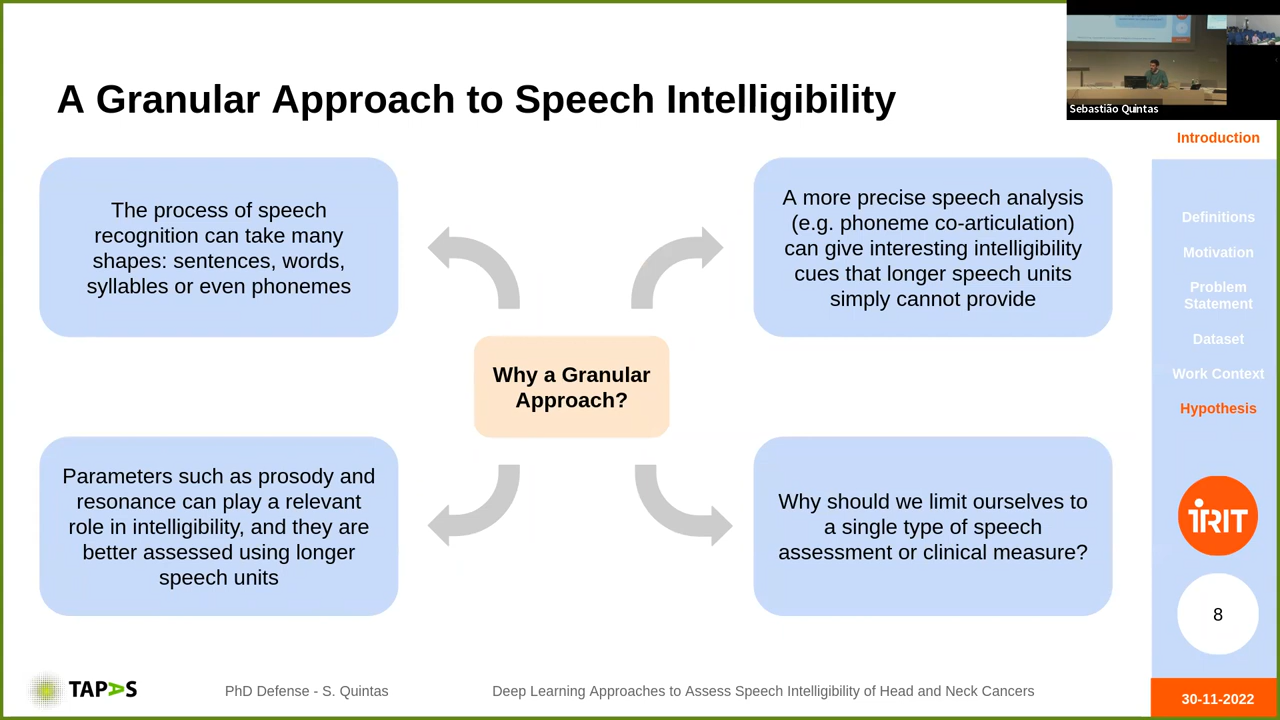 A Granular Approach to Speech Intelligibility
Sebastião Quintas
Introduction
The process of speech
recognition can take many
shapes: sentences, words,
syllables or even phonemes
A more precise speech analysis
(e.g. phoneme co-articulation)
can give interesting intelligibility
cues that longer speech units
simply cannot provide
Why a Granular
Approach?
Parameters such as prosody and
resonance can play a relevant
role in intelligibility, and they are
better assessed using longer
speech units
Why should we limit ourselves to
a single type of speech
assessment or clinical measure?
Definitions
Motivation
Problem
Statement
Dataset
Work Context
Hypothesis
iRIT
8
TAPAS
PhD Defense - S. Quintas
Deep Learning Approaches to Assess Speech Intelligibility of Head and Neck Cancers
30-11-2022